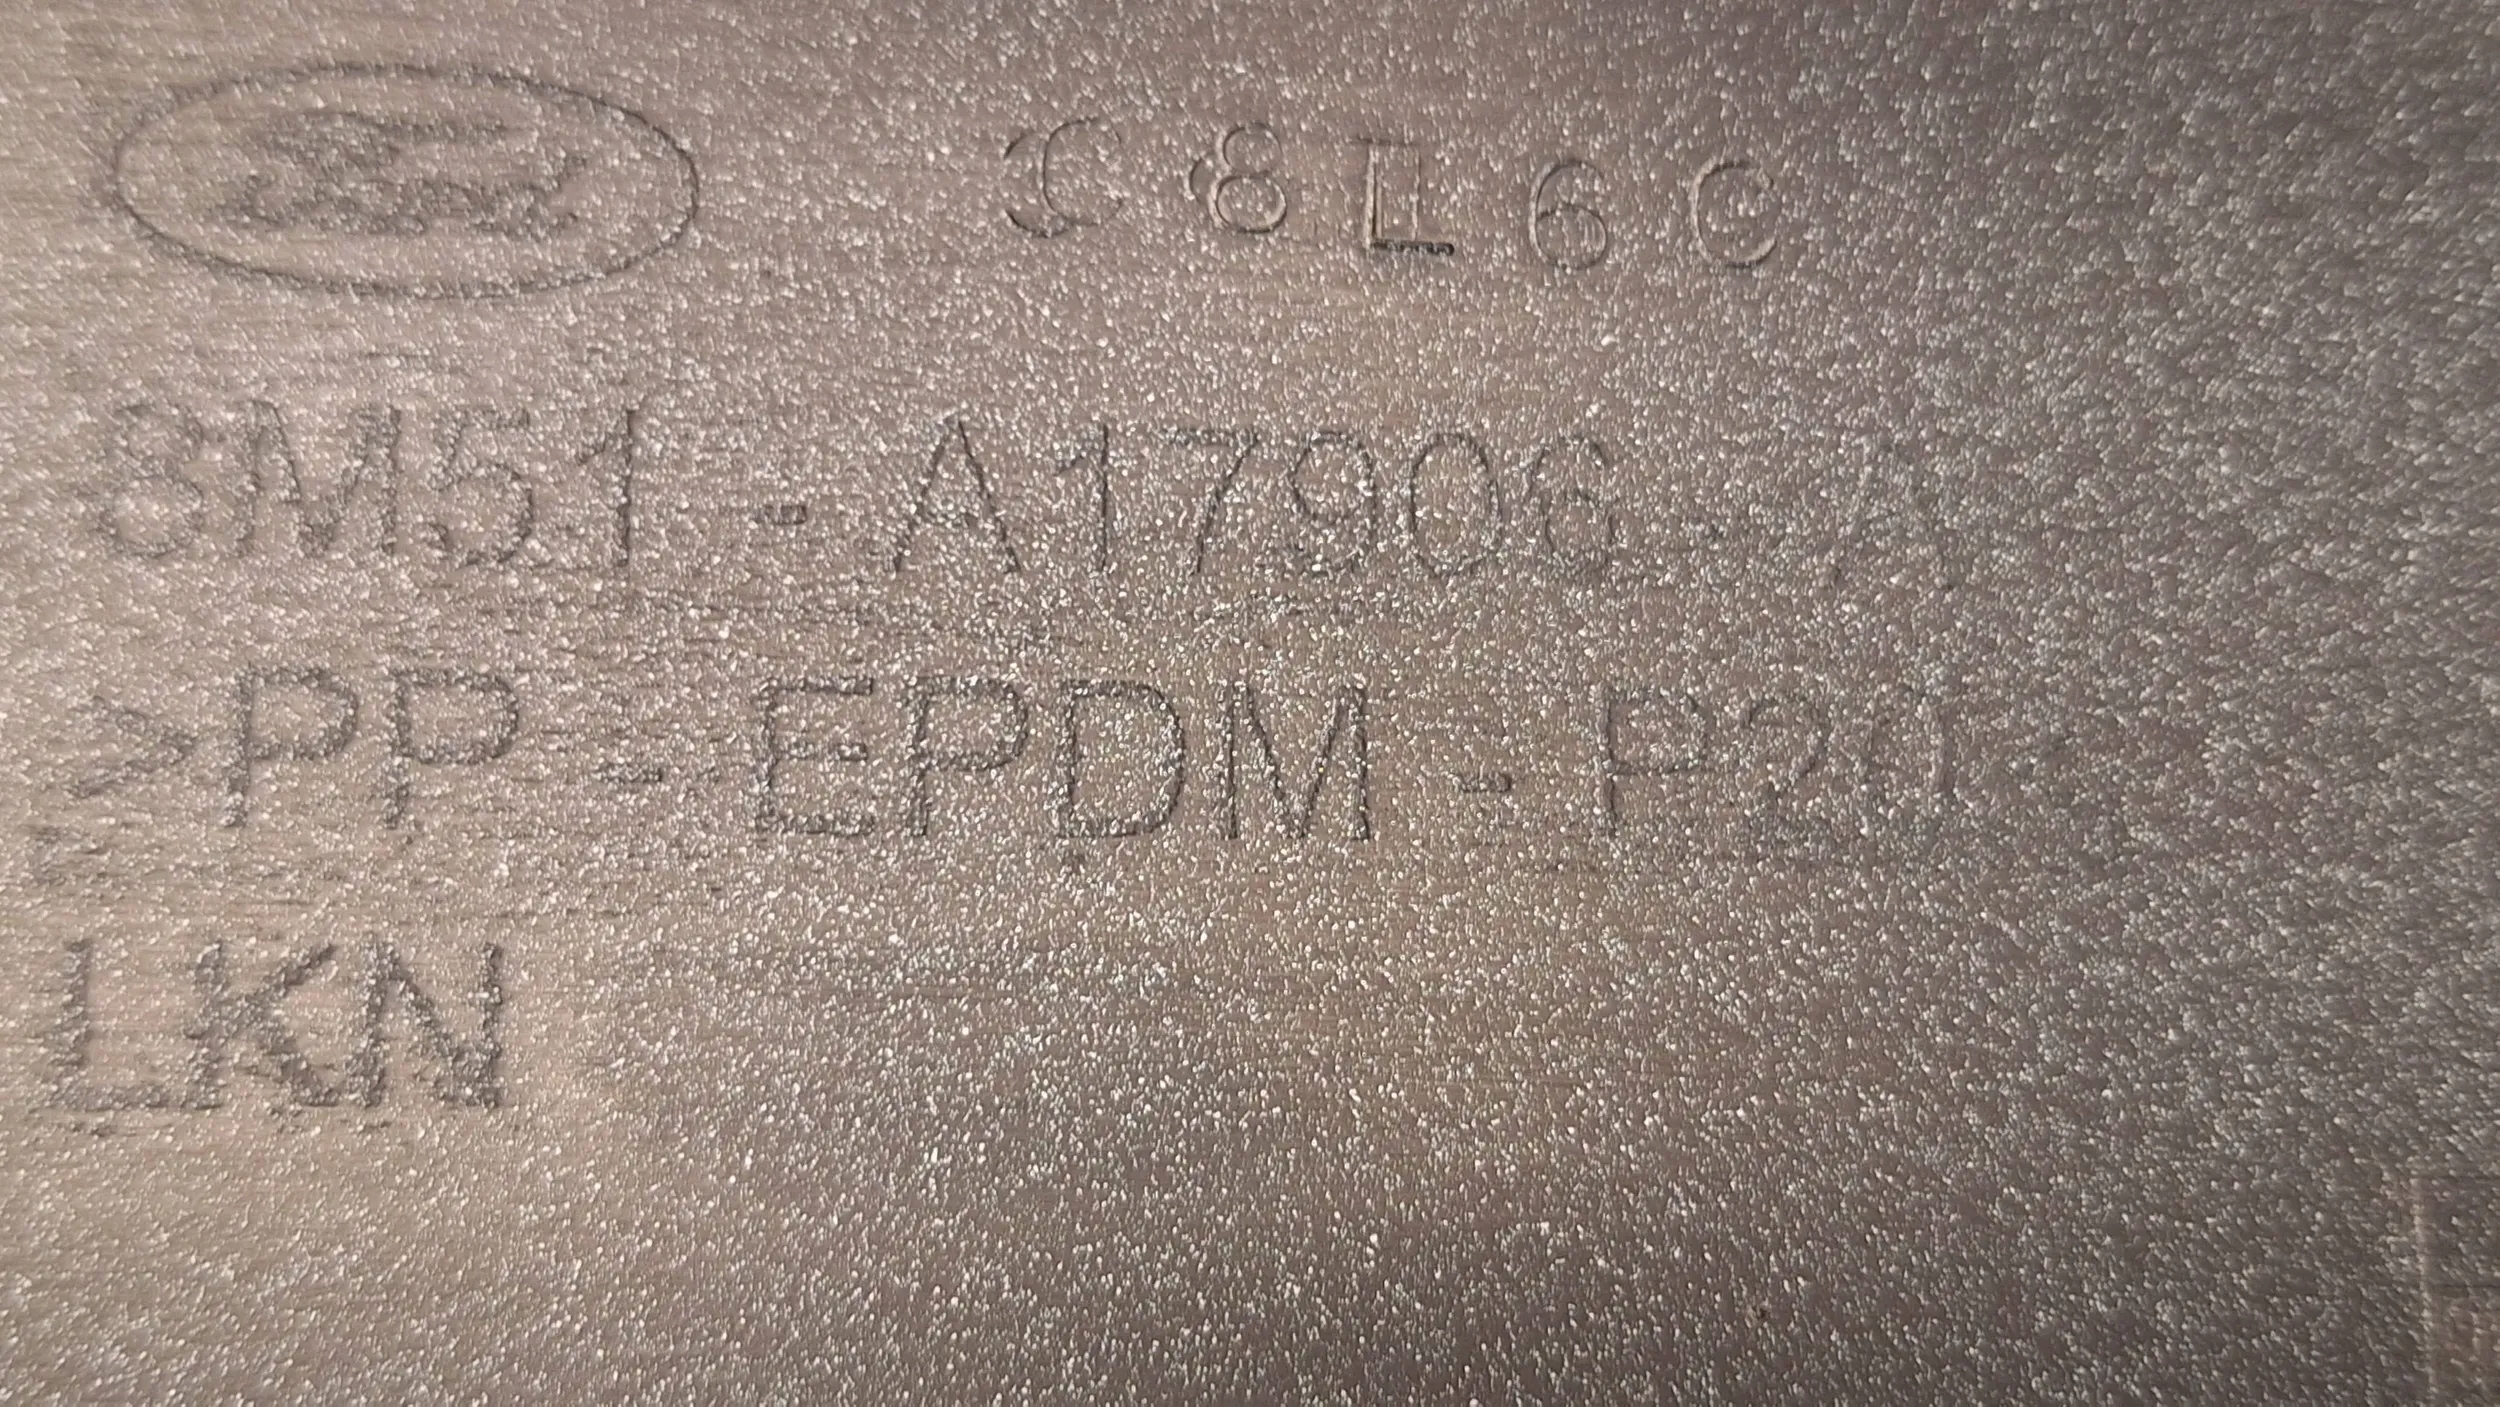 Ford C8L6C
8M51-A17906-A
>PP-EPDM-P20
LKN